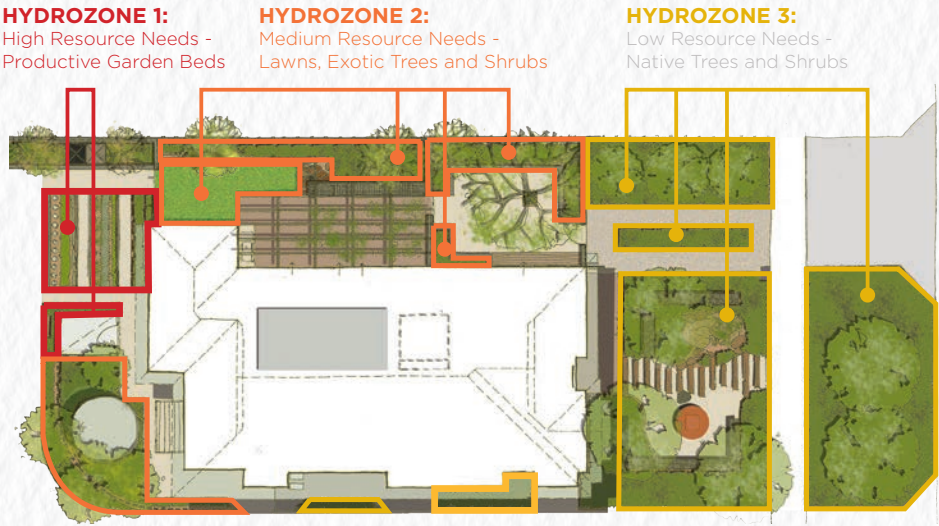 HYDROZONE 1:
High Resource Needs -
Productive Garden Beds
HYDROZONE 2:
Medium Resource Needs -
Lawns, Exotic Trees and Shrubs
HYDROZONE 3:
Low Resource Needs -
Native Trees and Shrubs